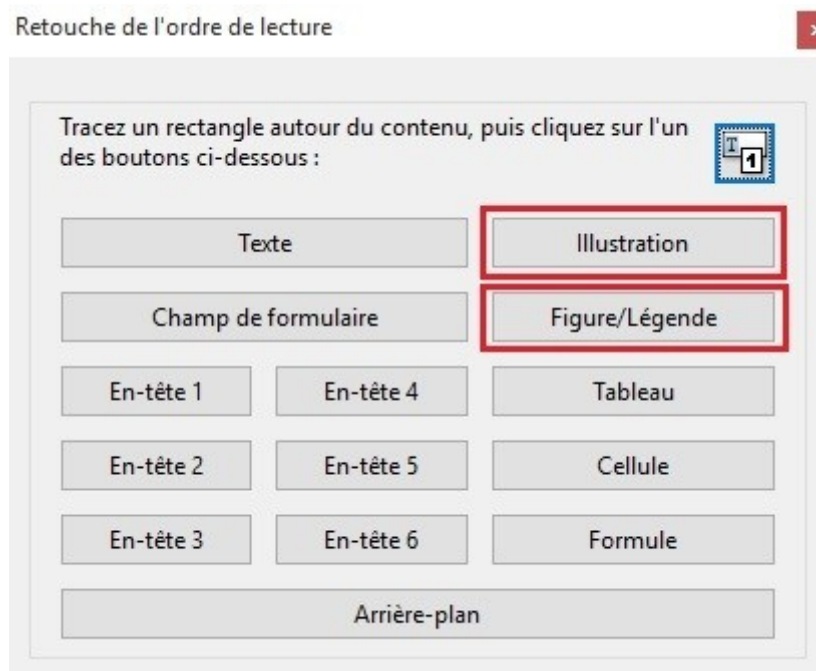 Retouche de l'ordre de lecture
x
Tracez un rectangle autour du contenu, puis cliquez sur l'un
des boutons ci-dessous :
T
1
Texte
Illustration
Champ de formulaire
Figure/Légende
En-tête 1
En-tête 4
Tableau
En-tête 2
En-tête 5
Cellule
En-tête 3
En-tête 6
Formule
Arrière-plan